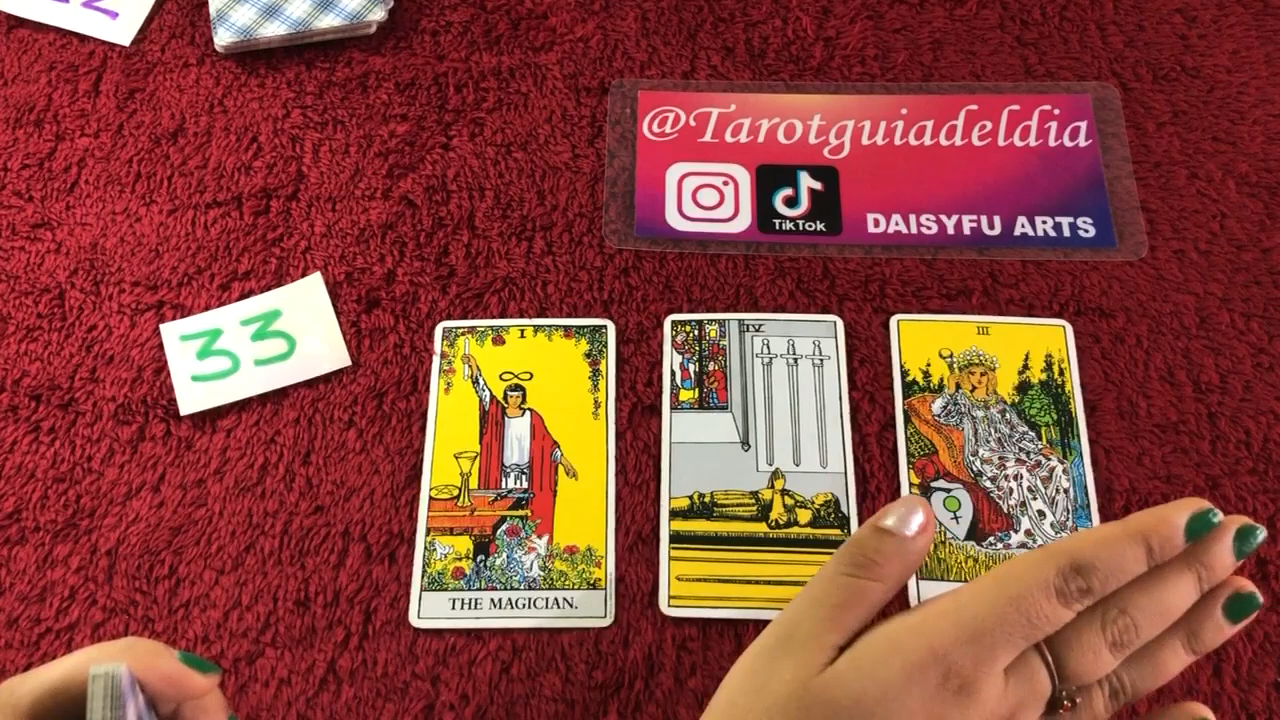 @Tarotguiadeldia
TikTok
DAISYFU ARTS
33
I
IV
III
THE MAGICIAN.